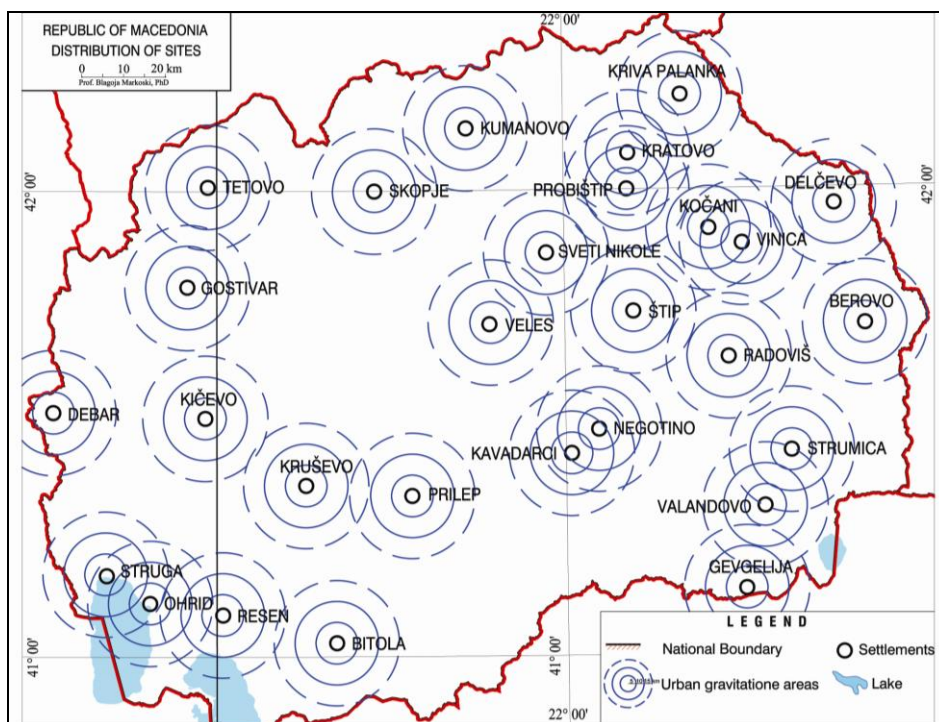 REPUBLIC OF MACEDONIA
DISTRIBUTION OF SITES
0 10 20 km
Prof. Blagoja Markoski, PhD
22° 00'
KRIVA PALANKA
KUMANOVO
KRATOVO
42° 00'
TETOVO
SKOPJE
PROBIŠTIP
DELČEVO
42° 00'
KOČANI
VINICA
SVETI NIKOLE
GOSTIVAR
VELES
ŠTIP
BEROVO
RADOVIŠ
DEBAR
KIČEVO
NEGOTINO
KAVADARCI
STRUMICA
KRUŠEVO
PRILEP
VALANDOVO
STRUGA
OHRID
RESEN
GEVGELIJA
BITOLA
41° 00'
41 00'
22° 00'
LEGEND
National Boundary
Settlements
Urban gravitatione areas
Lake